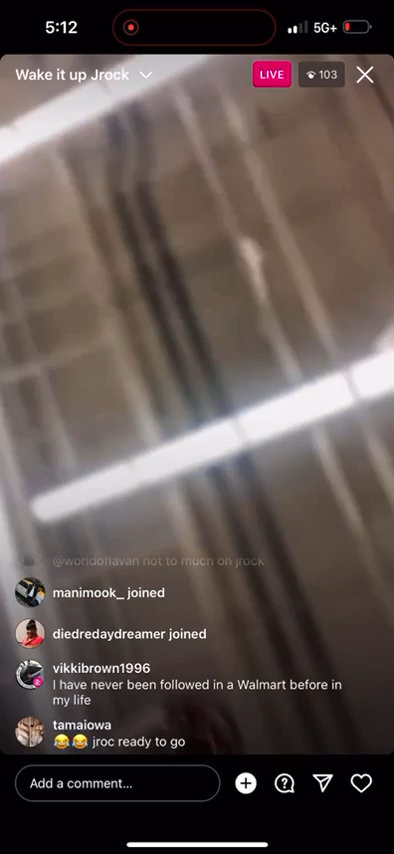 5:12
5G+
Wake it up Jrock
LIVE
103
@worldoflavan not to much on jrock
manimook_ joined
diedredaydreamer joined
vikkibrown1996
I have never been followed in a Walmart before in
my life
tamaiowa
😂😂 jroc ready to go
Add a comment...